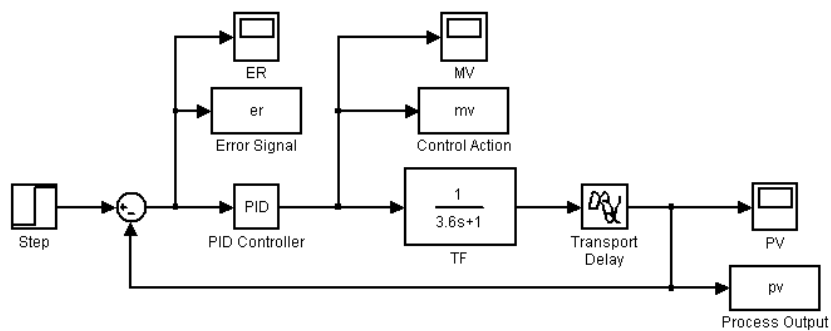 ER
MV
er
Error Signal
mv
Control Action
Step
+
-
PID
PID Controller
1
3.6s+1
TF
Transport
Delay
PV
pv
Process Output